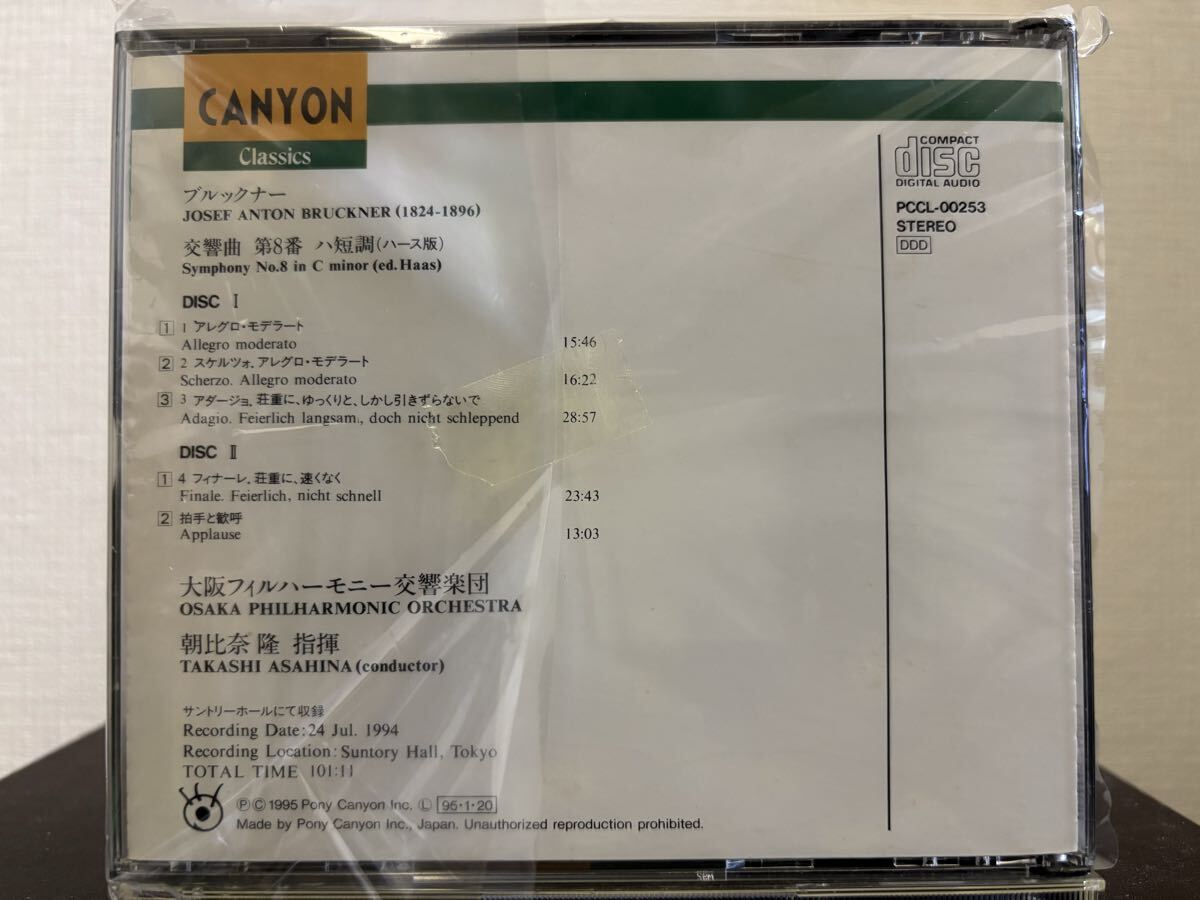 CANYON
Classics
COMPACT
disc
DIGITAL AUDIO
PCCL-00253
STEREO
DDD
ブルックナー
JOSEF ANTON BRUCKNER (1824-1896)
交響曲 第8番 ハ短調(ハース版)
Symphony No.8 in C minor (ed. Haas)
DISC Ⅰ
1 1 アレグロ・モデラート
Allegro moderato 15:46
2 2 スケルツォ. アレグロ・モデラート
Scherzo. Allegro moderato 16:22
3 3 アダージョ. 荘重に、ゆっくりと、しかし引きずらないで
Adagio. Feierlich langsam., doch nicht schleppend 28:57
DISC Ⅱ
1 4 フィナーレ. 荘重に、速くなく
Finale. Feierlich, nicht schnell 23:43
2 拍手と歓呼
Applause 13:03
大阪フィルハーモニー交響楽団
OSAKA PHILHARMONIC ORCHESTRA
朝比奈 隆 指揮
TAKASHI ASAHINA (conductor)
サントリーホールにて収録
Recording Date: 24 Jul. 1994
Recording Location: Suntory Hall, Tokyo
TOTAL TIME 101:11
Ⓟ Ⓒ 1995 Pony Canyon Inc. Ⓛ 95・1・20
Made by Pony Canyon Inc., Japan. Unauthorized reproduction prohibited.
SBM